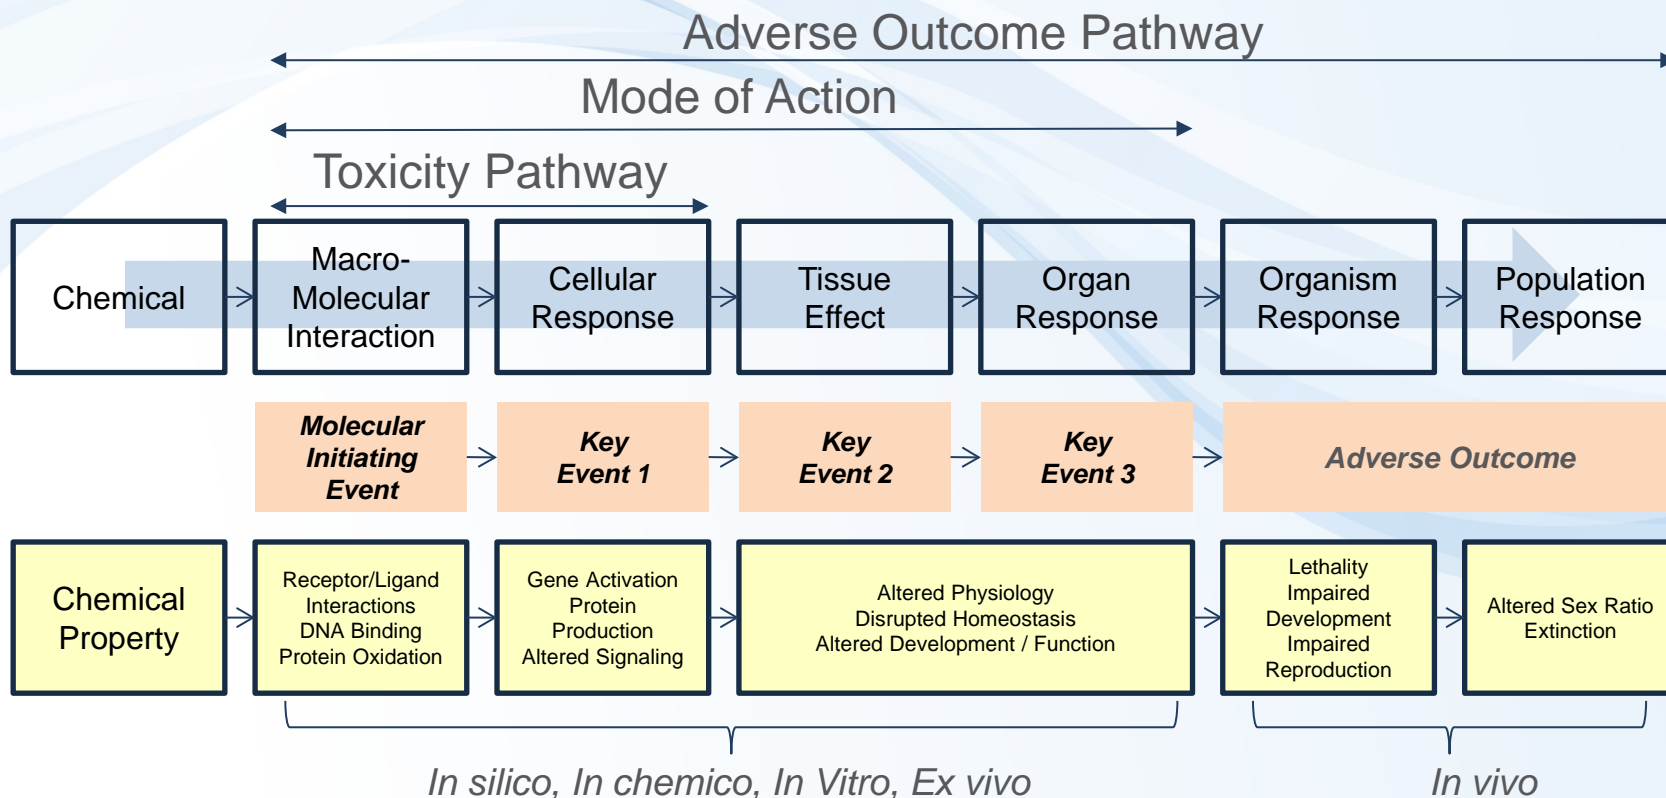 Adverse Outcome Pathway
Mode of Action
Toxicity Pathway
Chemical
Macro-
Molecular
Interaction
Cellular
Response
Tissue
Effect
Organ
Response
Organism
Response
Population
Response
Molecular
Initiating
Event
Key
Event 1
Key
Event 2
Key
Event 3
Adverse Outcome
Chemical
Property
Receptor/Ligand
Interactions
DNA Binding
Protein Oxidation
Gene Activation
Protein
Production
Altered Signaling
Altered Physiology
Disrupted Homeostasis
Altered Development / Function
Lethality
Impaired
Development
Impaired
Reproduction
Altered Sex Ratio
Extinction
In silico, In chemico, In Vitro, Ex vivo
In vivo